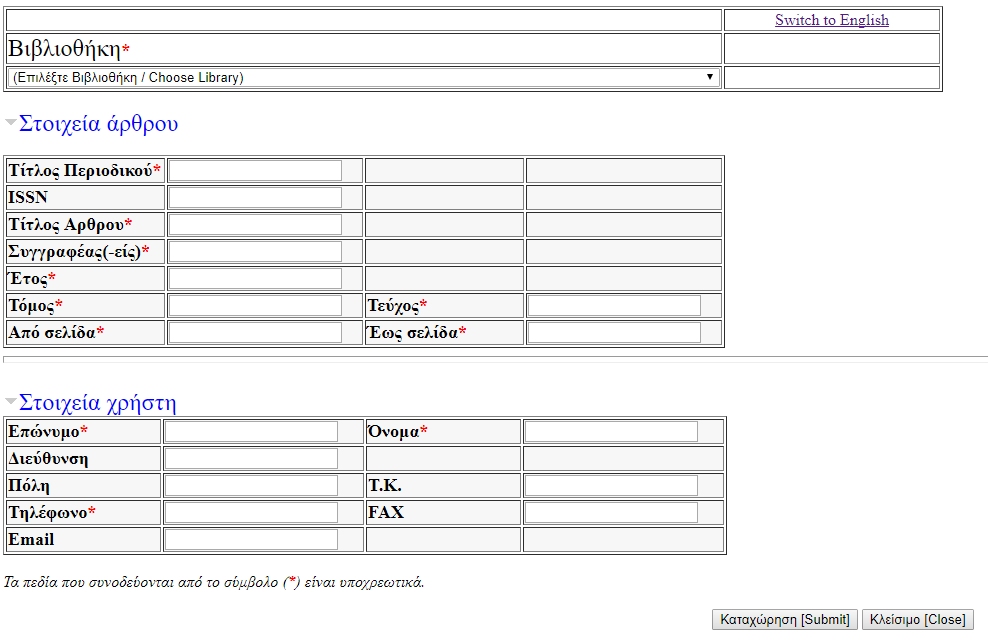 Switch to English
Βιβλιοθήκη*
(Επιλέξτε Βιβλιοθήκη / Choose Library)
Στοιχεία άρθρου
Τίτλος Περιοδικού*
ISSN
Τίτλος Αρθρου*
Συγγραφέας(-είς)*
Έτος*
Τόμος* Τεύχος*
Από σελίδα* Έως σελίδα*
Στοιχεία χρήστη
Επώνυμο* Όνομα*
Διεύθυνση
Πόλη Τ.Κ.
Τηλέφωνο* FAX
Email
Τα πεδία που συνοδεύονται από το σύμβολο (*) είναι υποχρεωτικά.
Καταχώρηση [Submit] Κλείσιμο [Close]